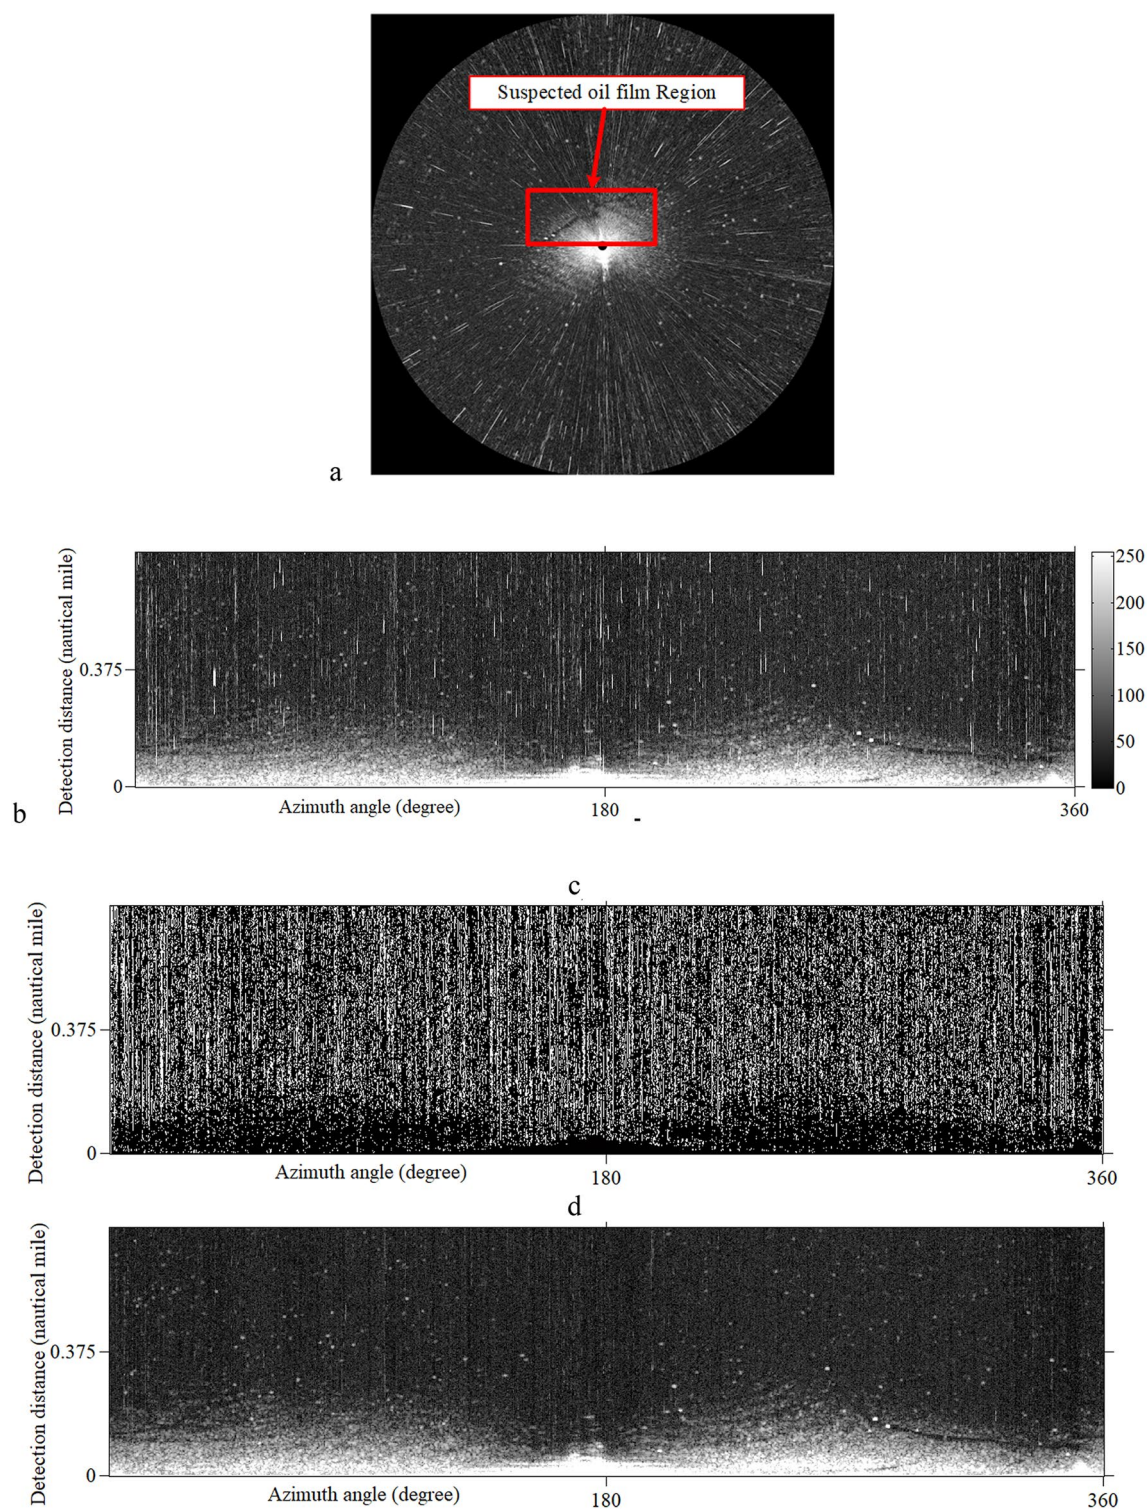 Suspected oil film Region
a
Detection distance (nautical mile)
0.375
0
Azimuth angle (degree)
180
360
250
200
150
100
50
0
b
c
Detection distance (nautical mile)
0.375
0
Azimuth angle (degree)
180
360
d
Detection distance (nautical mile)
0.375
0
Azimuth angle (degree)
180
360